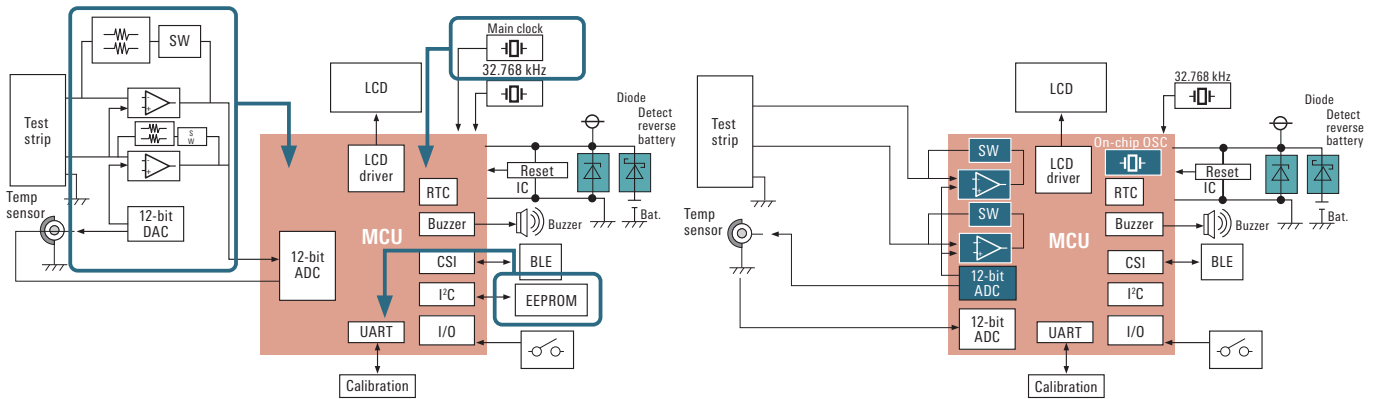 SW
Main clock
32.768 kHz
LCD
Diode
Detect
reverse
battery
Test
strip
S
W
LCD
driver
Reset
IC
RTC
Temp
sensor
12-bit
DAC
Buzzer
Buzzer
Bat.
MCU
12-bit
ADC
CSI
BLE
I²C
EEPROM
UART
I/O
Calibration
32.768 kHz
LCD
Diode
Detect
reverse
battery
Test
strip
SW
LCD
driver
On-chip OSC
Reset
IC
RTC
Temp
sensor
SW
Buzzer
Buzzer
Bat.
MCU
12-bit
ADC
CSI
BLE
I²C
12-bit
ADC
UART
I/O
Calibration